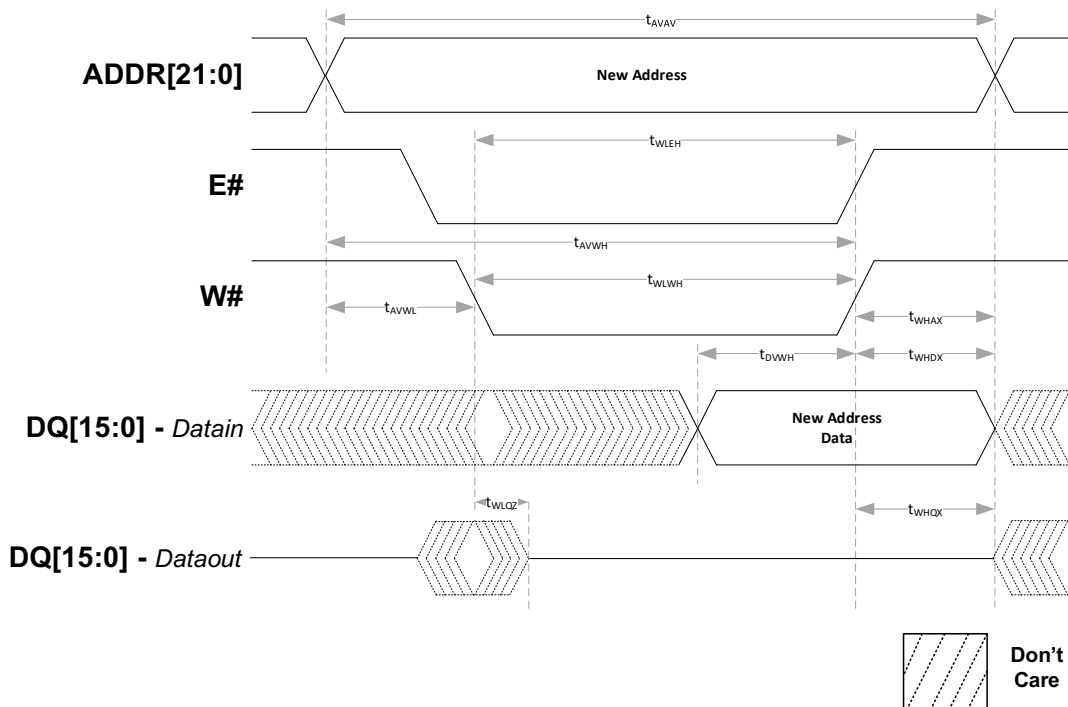 tAVAV
ADDR[21:0]
New Address
tWLEH
E#
tAVWH
W#
tWLWH
tAVWL
tWHAX
tDVWH
tWHDX
DQ[15:0] - Datain
New Address
Data
tWLQZ
tWHQX
DQ[15:0] - Dataout
Don't
Care